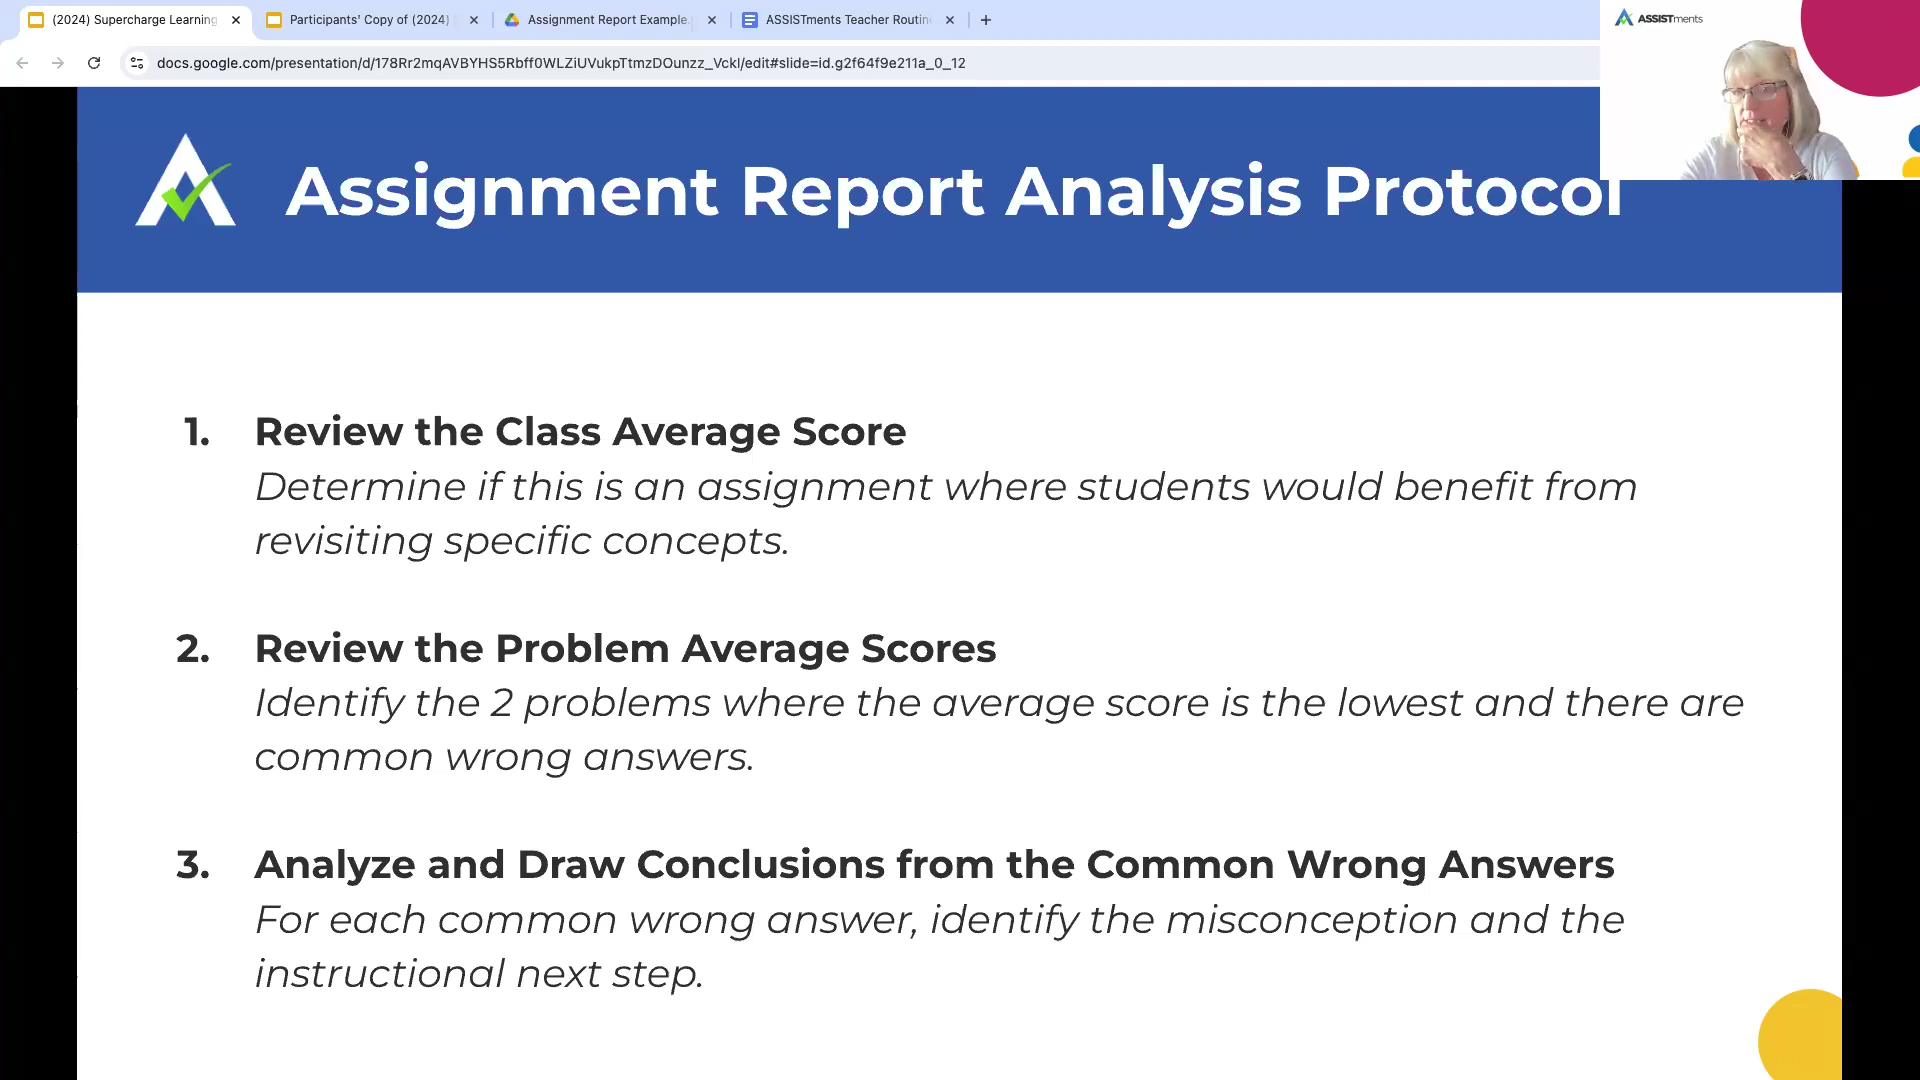 (2024) Supercharge Learning
Participants' Copy of (2024)
Assignment Report Example.
ASSISTments Teacher Routin
docs.google.com/presentation/d/178Rr2mqAVBYHS5Rbff0WLZiUVukpTtmzDOunzz_VckI/edit#slide=id.g2f64f9e211a_0_12
ASSISTments
Assignment Report Analysis Protocol
1. Review the Class Average Score
Determine if this is an assignment where students would benefit from
revisiting specific concepts.
2. Review the Problem Average Scores
Identify the 2 problems where the average score is the lowest and there are
common wrong answers.
3. Analyze and Draw Conclusions from the Common Wrong Answers
For each common wrong answer, identify the misconception and the
instructional next step.